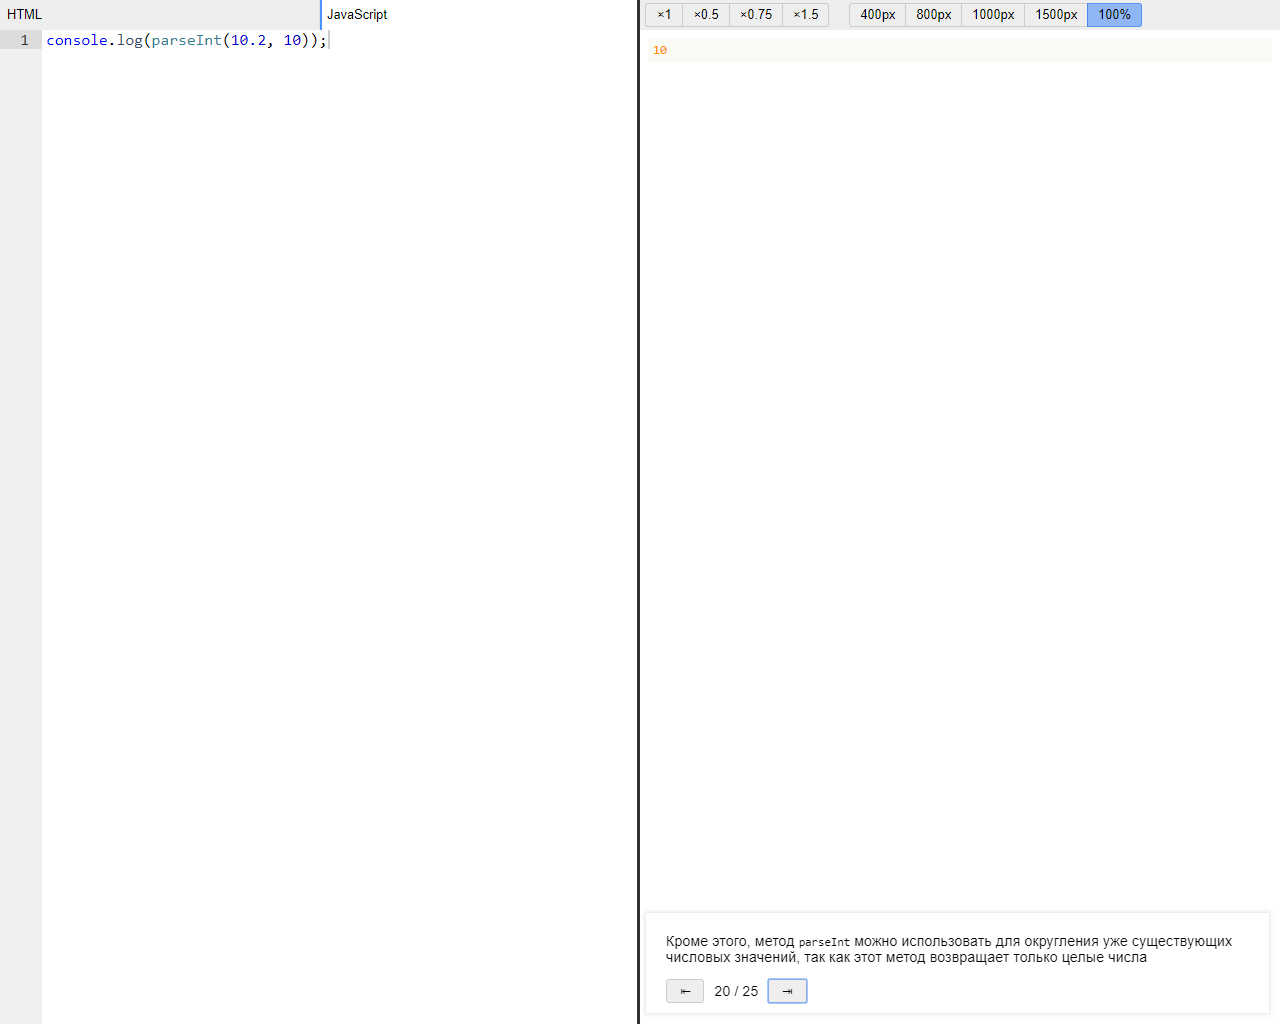 HTML
JavaScript
×1 ×0.5 ×0.75 ×1.5 400px 800px 1000px 1500px 100%
1 console.log(parseInt(10.2, 10));
10
Кроме этого, метод parseInt можно использовать для округления уже существующих
числовых значений, так как этот метод возвращает только целые числа
⇤ 20 / 25 ⇥